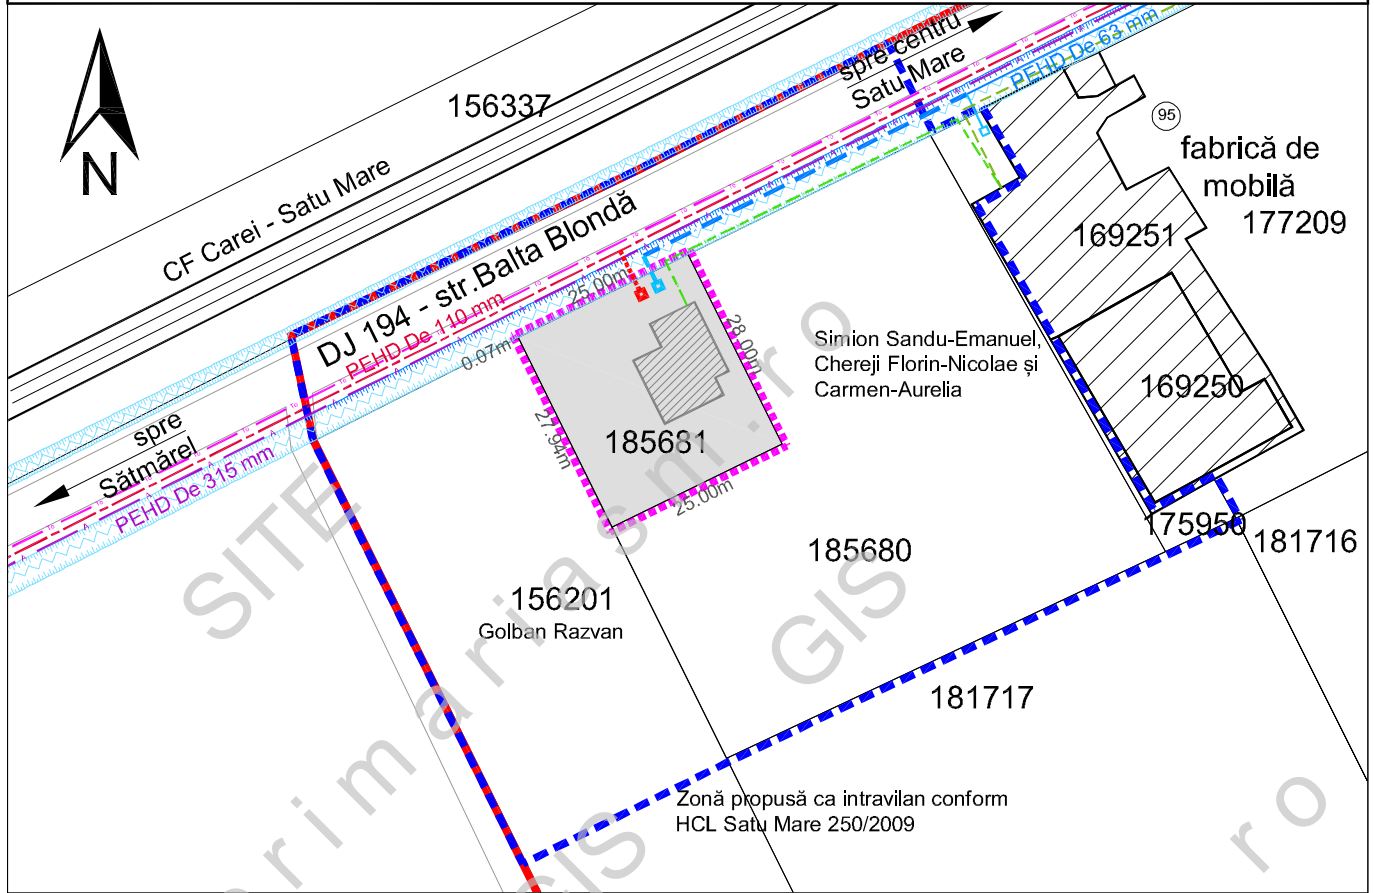 156337
spre centru
Satu Mare
PEHD De 63 mm
95
fabrică de
mobilă
177209
N
CF Carei - Satu Mare
DJ 194 - str.Balta Blondă
PEHD De 110 mm
169251
25.00m
0.07m
28.00m
27.94m
25.00m
185681
Simion Sandu-Emanuel,
Chereji Florin-Nicolae și
Carmen-Aurelia
169250
spre
Sătmărel
PEHD De 315 mm
175950
181716
185680
156201
Golban Razvan
181717
Zonă propusă ca intravilan conform
HCL Satu Mare 250/2009
SITE
GIS
GIS
rimariasm.ro
ro